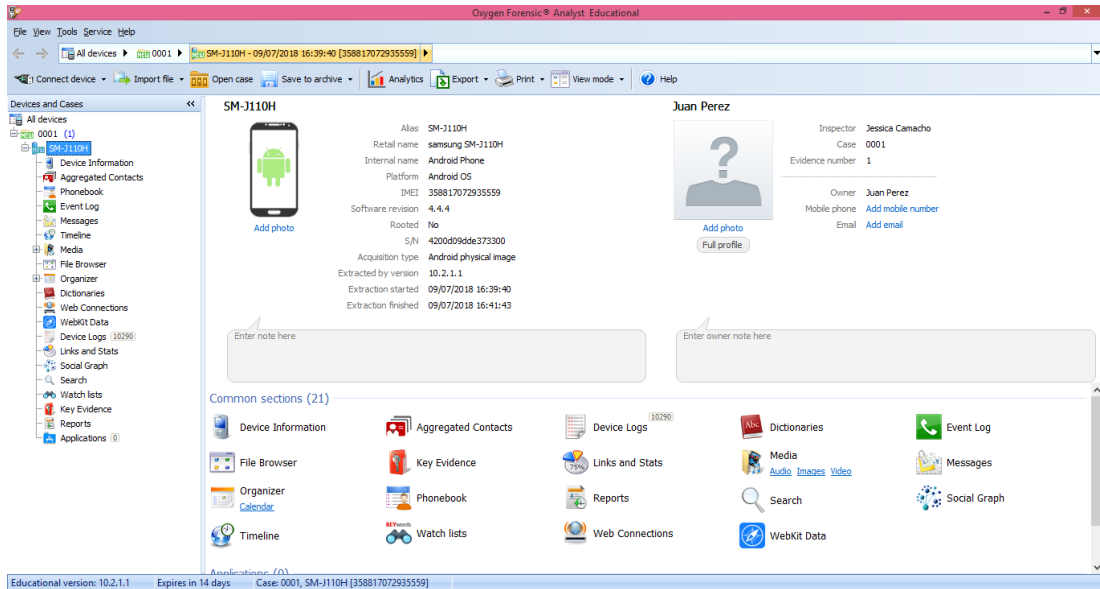 Oxygen Forensic® Analyst Educational
File View Tools Service Help
All devices 0001 SM-J110H - 09/07/2018 16:39:40 [358817072935559]
Connect device Import file Open case Save to archive Analytics Export Print View mode Help
Devices and Cases
All devices
0001 (1)
SM-J110H
Device Information
Aggregated Contacts
Phonebook
Event Log
Messages
Timeline
Media
File Browser
Organizer
Dictionaries
Web Connections
WebKit Data
Device Logs 10290
Links and Stats
Social Graph
Search
Watch lists
Key Evidence
Reports
Applications 0
SM-J110H
Add photo
Alias SM-J110H
Retail name samsung SM-J110H
Internal name Android Phone
Platform Android OS
IMEI 358817072935559
Software revision 4.4.4
Rooted No
S/N 4200d09dde373300
Acquisition type Android physical image
Extracted by version 10.2.1.1
Extraction started 09/07/2018 16:39:40
Extraction finished 09/07/2018 16:41:43
Enter note here
Juan Perez
Add photo
Full profile
Inspector Jessica Camacho
Case 0001
Evidence number 1
Owner Juan Perez
Mobile phone Add mobile number
Email Add email
Enter owner note here
Common sections (21)
Device Information Aggregated Contacts Device Logs 10290 Abc Dictionaries Event Log
File Browser Key Evidence 75% Links and Stats Media Messages
Audio Images Video
Organizer Phonebook Reports Search Social Graph
Calendar
Timeline KEYwords Watch lists Web Connections WebKit Data
Applications (0)
Educational version: 10.2.1.1 Expires in 14 days Case: 0001, SM-J110H [358817072935559]